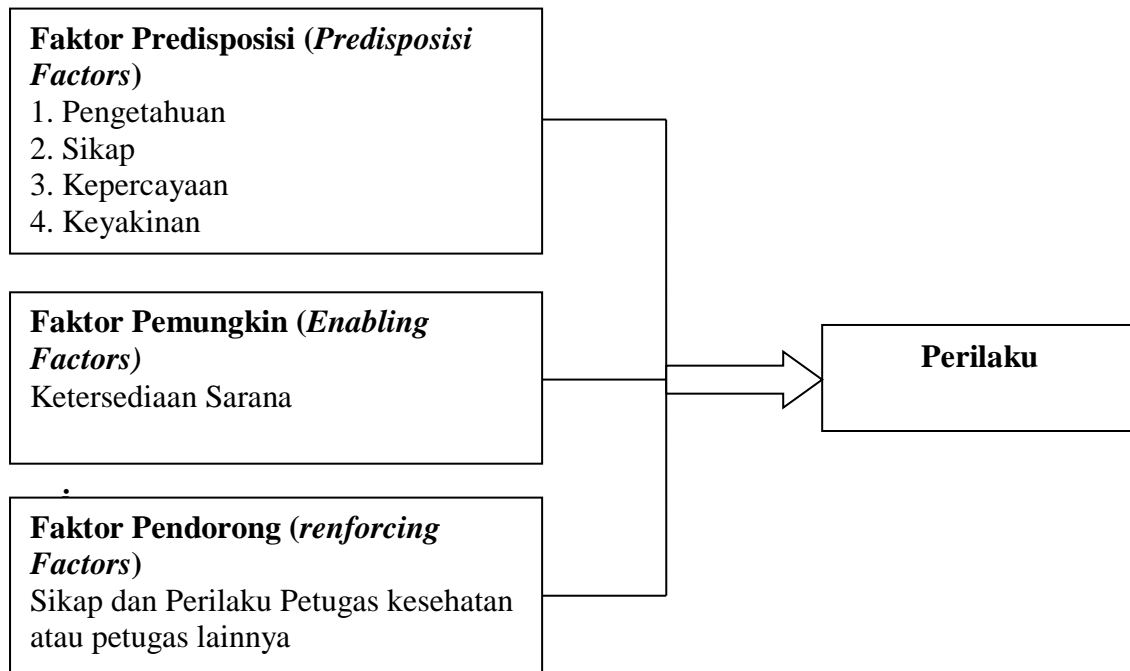 Faktor Predisposisi (Predisposisi
Factors)
1. Pengetahuan
2. Sikap
3. Kepercayaan
4. Keyakinan
Faktor Pemungkin (Enabling
Factors)
Ketersediaan Sarana
Perilaku
Faktor Pendorong (renforcing
Factors)
Sikap dan Perilaku Petugas kesehatan
atau petugas lainnya